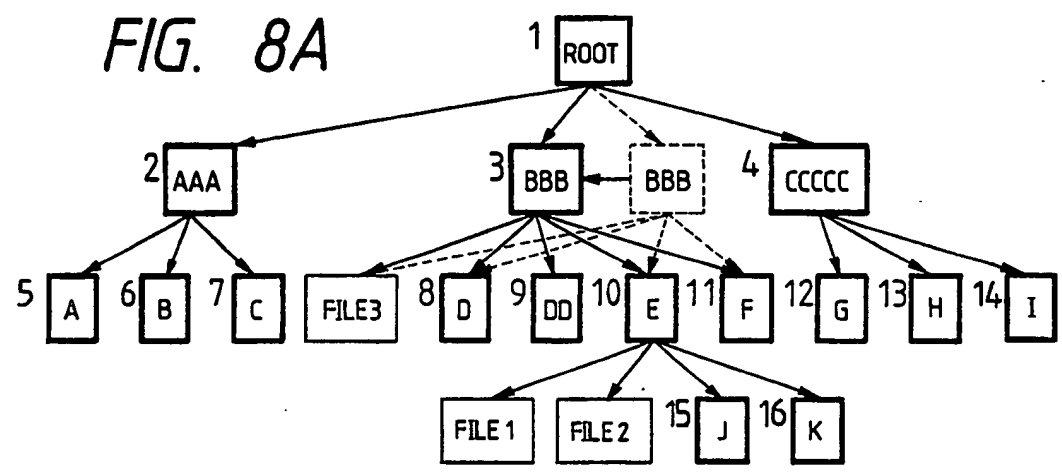 FIG. 8A
1 ROOT
2 AAA 3 BBB BBB 4 CCCCC
5 A 6 B 7 C FILE3 8 D 9 DD 10 E 11 F 12 G 13 H 14 I
FILE1 FILE2 15 J 16 K